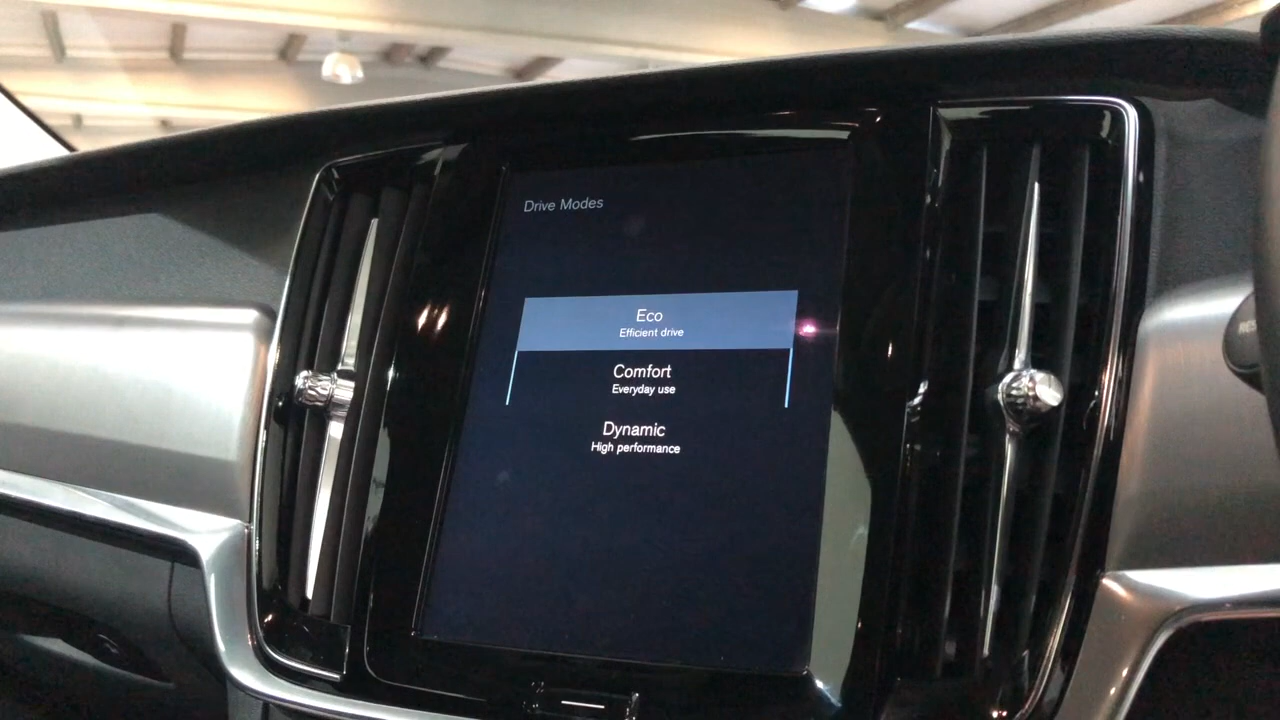 Drive Modes
Eco
Efficient drive
Comfort
Everyday use
Dynamic
High performance